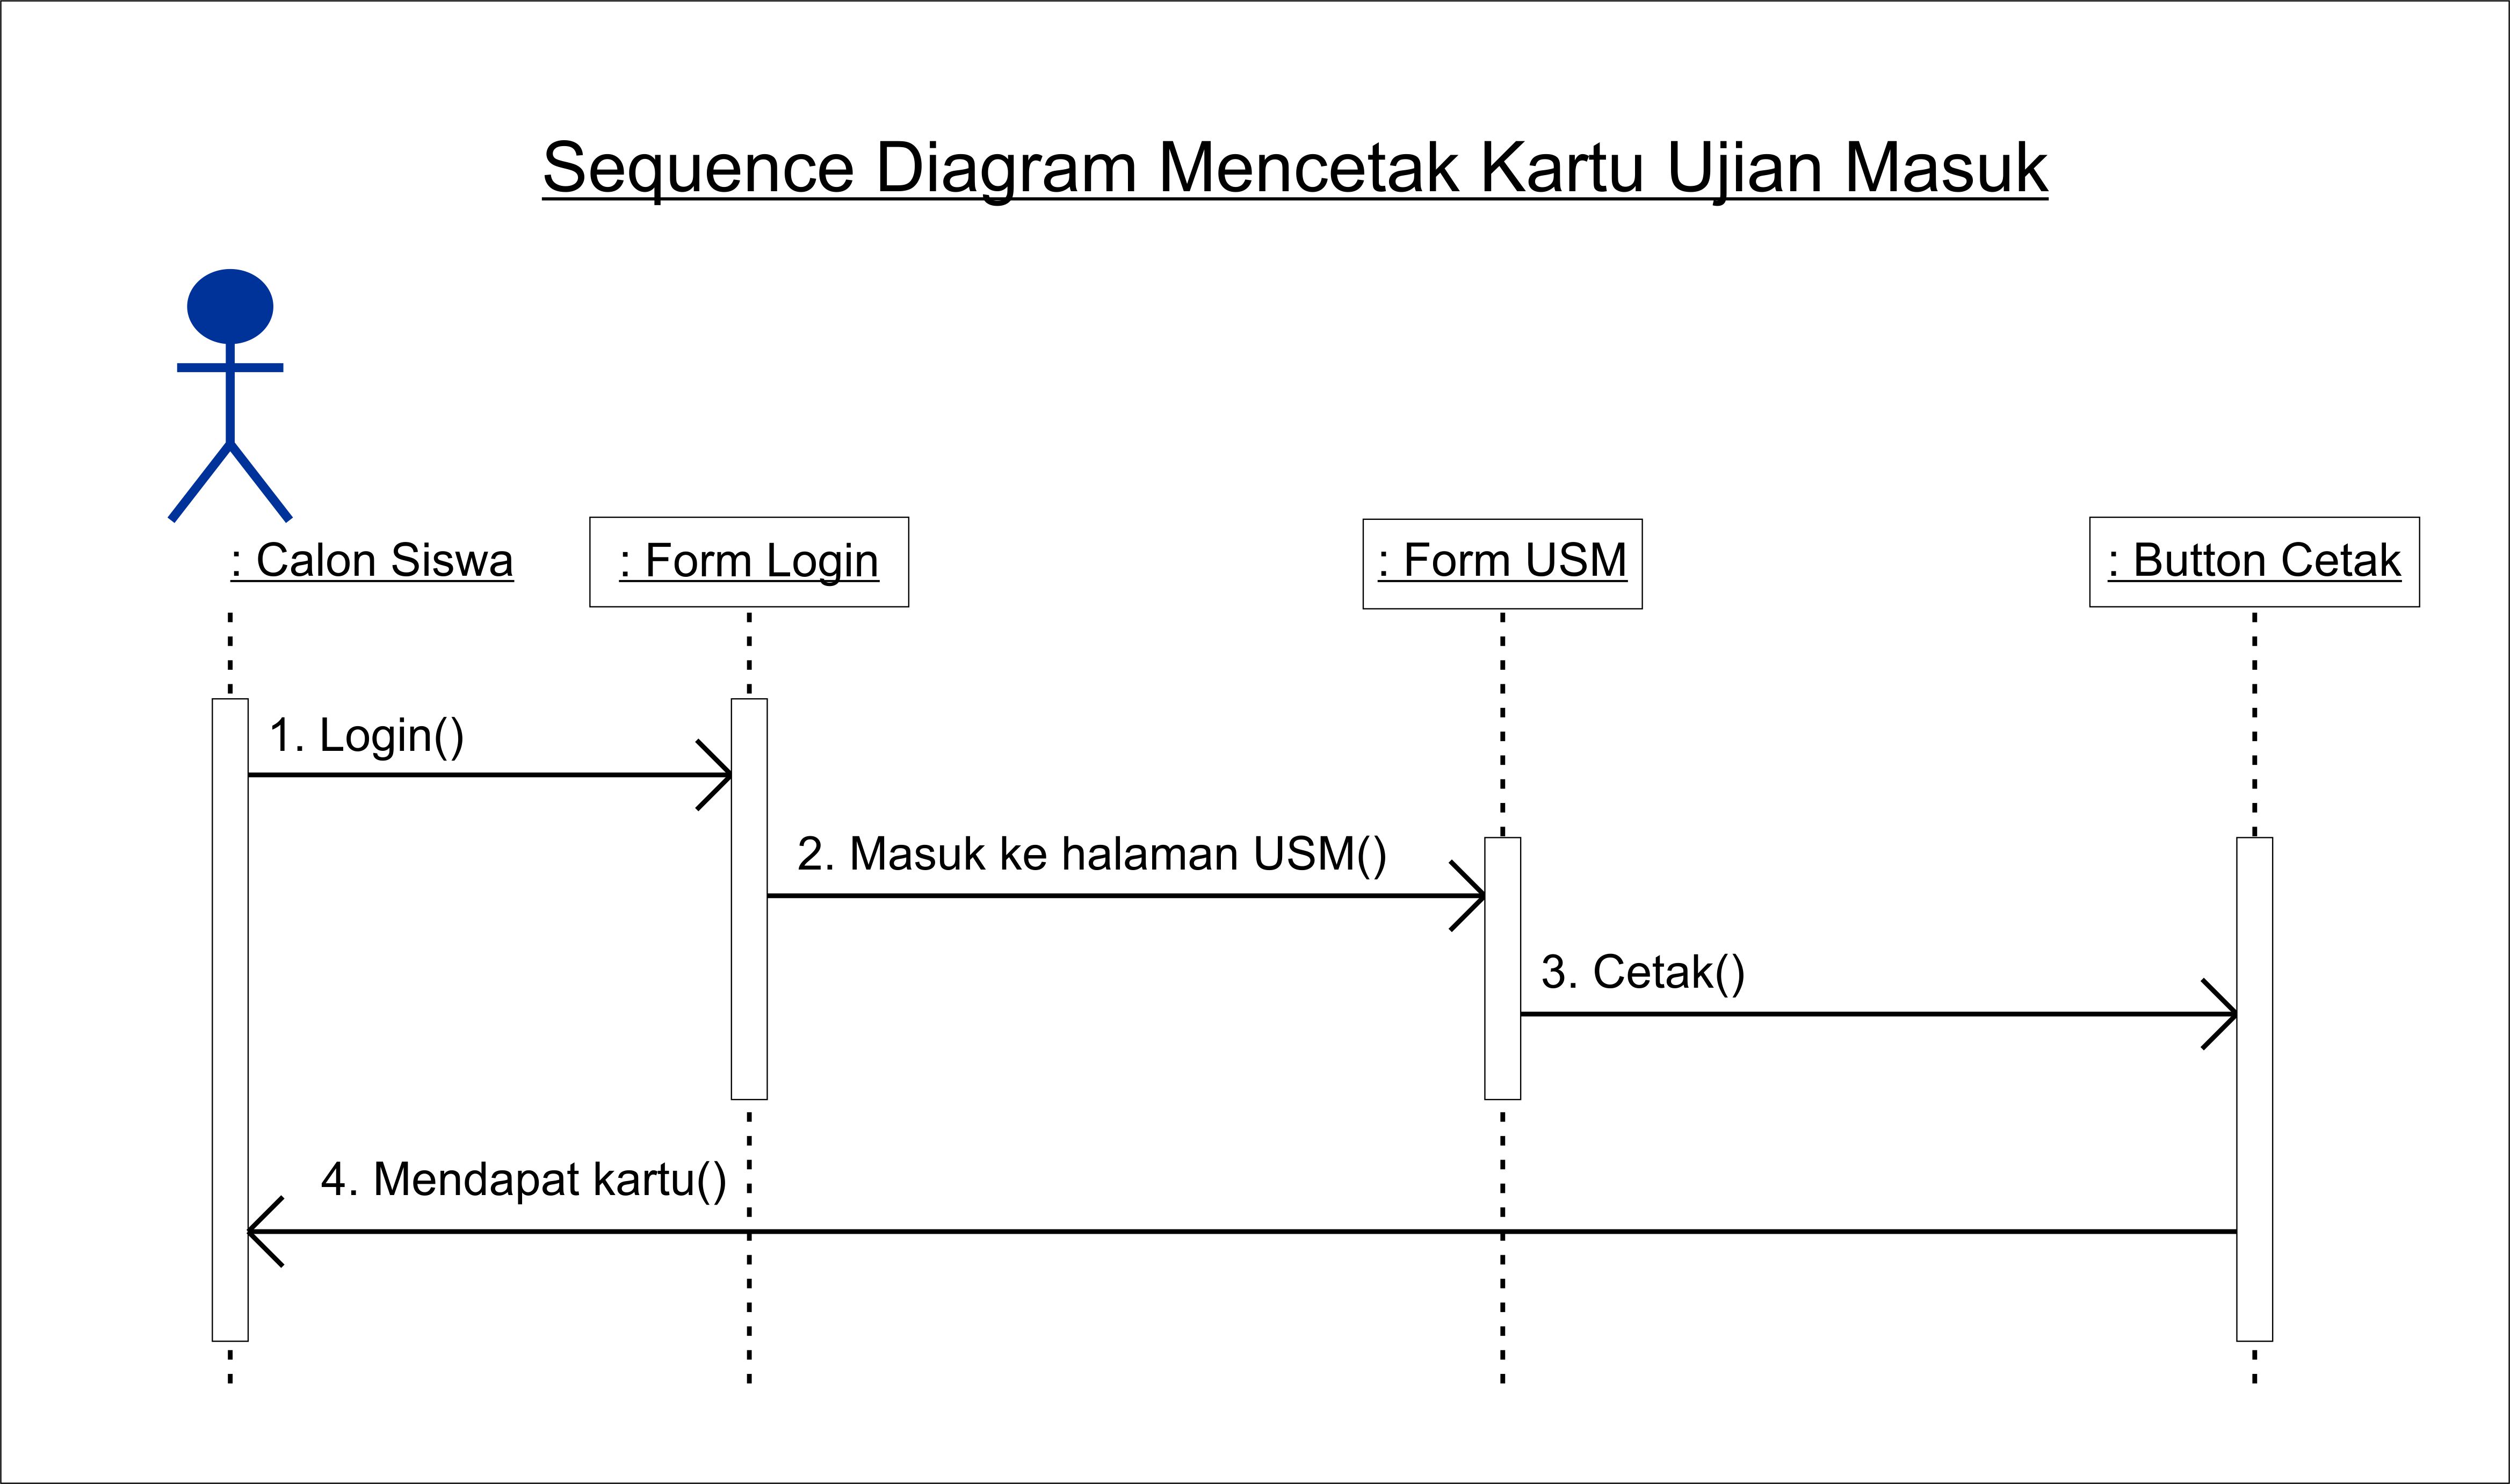 Sequence Diagram Mencetak Kartu Ujian Masuk
: Calon Siswa
: Form Login
: Form USM
: Button Cetak
1. Login()
2. Masuk ke halaman USM()
3. Cetak()
4. Mendapat kartu()